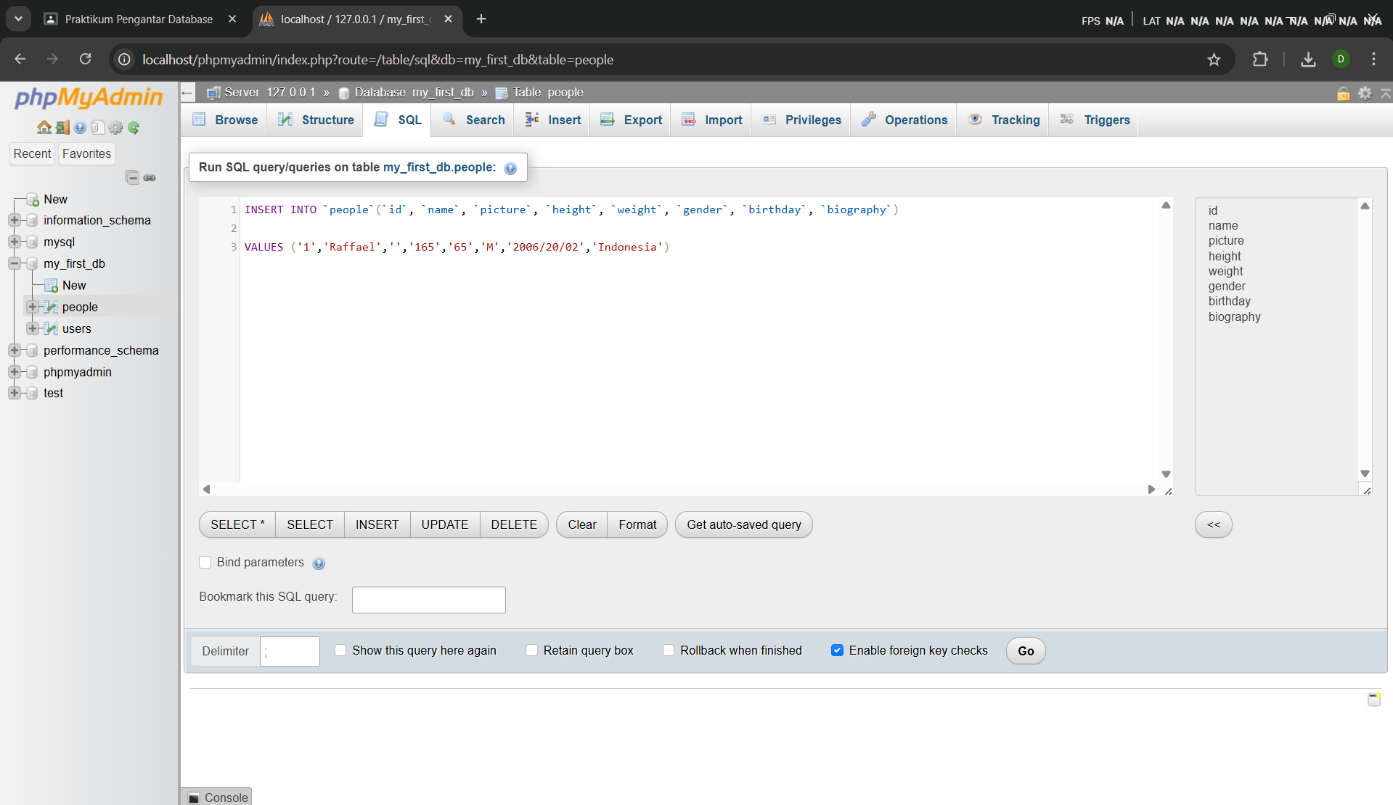 Praktikum Pengantar Database
localhost / 127.0.0.1 / my_first_
FPS N/A LAT N/A N/A N/A N/A N/A N/A N/A N/A N/A
localhost/phpmyadmin/index.php?route=/table/sql&db=my_first_db&table=people
D
phpMyAdmin
Recent
Favorites
New
information_schema
mysql
my_first_db
New
people
users
performance_schema
phpmyadmin
test
Server: 127.0.0.1 » Database: my_first_db » Table: people
Browse
Structure
SQL
Search
Insert
Export
Import
Privileges
Operations
Tracking
Triggers
Run SQL query/queries on table my_first_db.people:
1 INSERT INTO `people`(`id`, `name`, `picture`, `height`, `weight`, `gender`, `birthday`, `biography`)
2
3 VALUES ('1','Raffael','','165','65','M','2006/20/02','Indonesia')
id
name
picture
height
weight
gender
birthday
biography
SELECT *
SELECT
INSERT
UPDATE
DELETE
Clear
Format
Get auto-saved query
<<
Bind parameters
Bookmark this SQL query:
Delimiter
;
Show this query here again
Retain query box
Rollback when finished
Enable foreign key checks
Go
Console